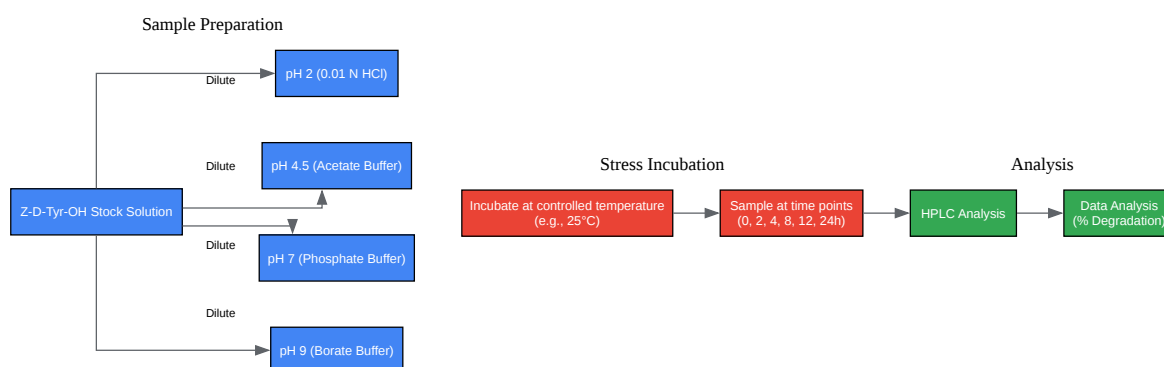 Sample Preparation
Dilute
pH 2 (0.01 N HCl)
Dilute
pH 4.5 (Acetate Buffer)
Z-D-Tyr-OH Stock Solution
Dilute
pH 7 (Phosphate Buffer)
Dilute
pH 9 (Borate Buffer)
Stress Incubation
Incubate at controlled temperature
(e.g., 25°C)
Sample at time points
(0, 2, 4, 8, 12, 24h)
Analysis
HPLC Analysis
Data Analysis
(% Degradation)